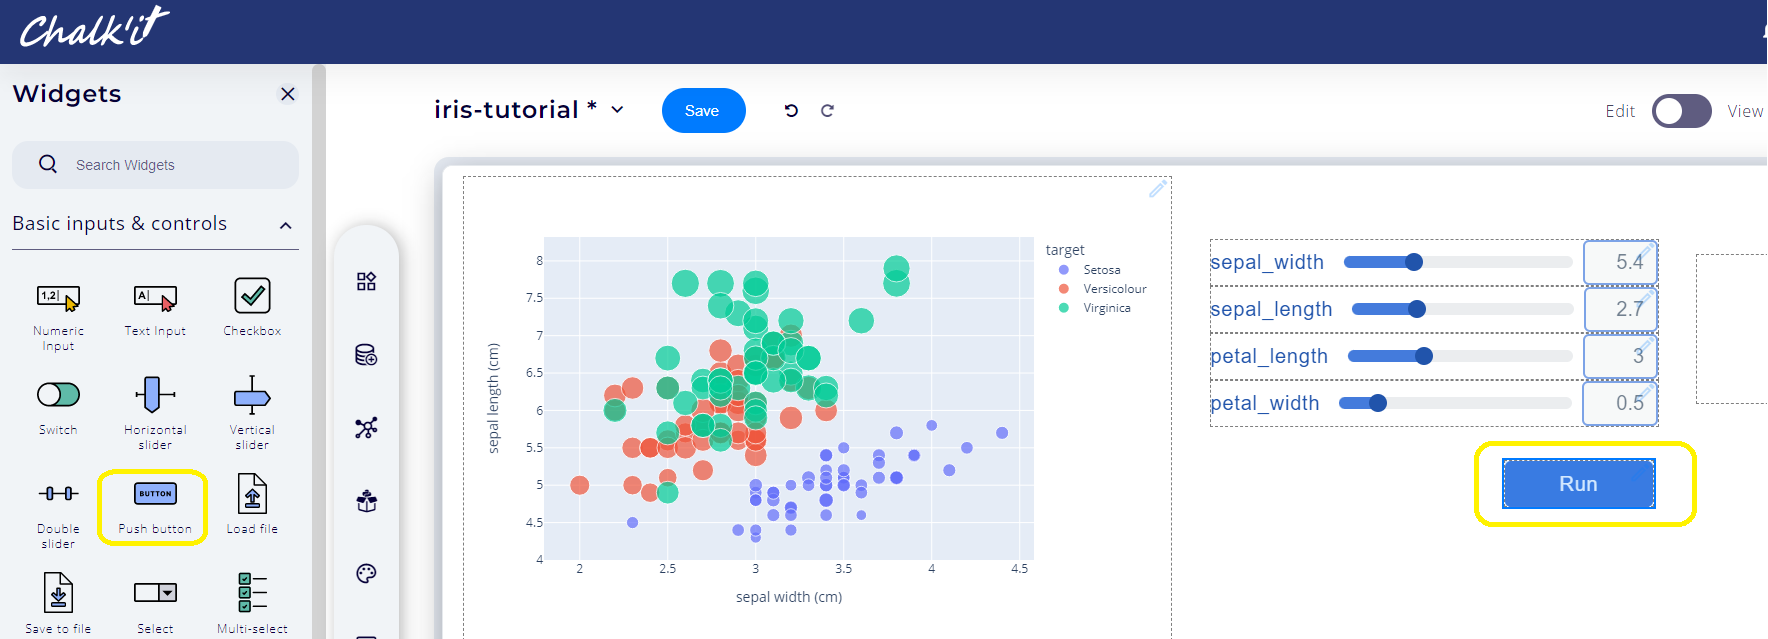 Chalk'it
Widgets
iris-tutorial *
Save
Edit
View
Search Widgets
Basic inputs & controls
1,2|
A|
Numeric
Input
Text Input
Checkbox
Switch
Horizontal
slider
Vertical
slider
BUTTON
Double
slider
Push button
Load file
Save to file
Select
Multi-select
target
Setosa
Versicolour
Virginica
sepal length (cm)
8
7.5
7
6.5
6
5.5
5
4.5
4
2
2.5
3
3.5
4
4.5
sepal width (cm)
sepal_width
5.4
sepal_length
2.7
petal_length
3
petal_width
0.5
Run